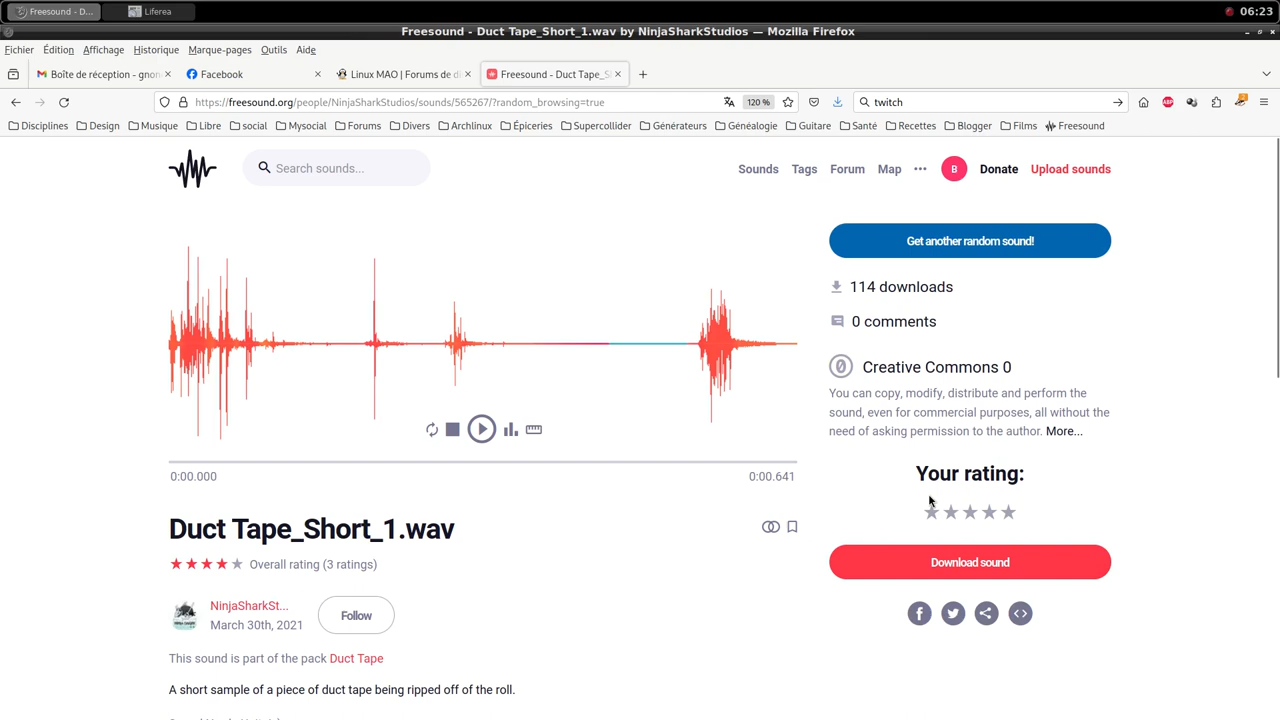 Freesound - D...
Liferea
06:23
Freesound - Duct Tape_Short_1.wav by NinjaSharkStudios — Mozilla Firefox
Fichier Édition Affichage Historique Marque-pages Outils Aide
Boîte de réception - gnom
Facebook
Linux MAO | Forums de di
Freesound - Duct Tape_S
https://freesound.org/people/NinjaSharkStudios/sounds/565267/?random_browsing=true
120 %
twitch
ABP
Disciplines Design Musique Libre social Mysocial Forums Divers Archlinux Épiceries Supercollider Générateurs Généalogie Guitare Santé Recettes Blogger Films Freesound
Search sounds...
Sounds Tags Forum Map B Donate Upload sounds
Get another random sound!
114 downloads
0 comments
Creative Commons 0
You can copy, modify, distribute and perform the
sound, even for commercial purposes, all without the
need of asking permission to the author. More...
Your rating:
Download sound
0:00.000
0:00.641
Duct Tape_Short_1.wav
Overall rating (3 ratings)
NinjaSharkSt...
March 30th, 2021
Follow
This sound is part of the pack Duct Tape
A short sample of a piece of duct tape being ripped off of the roll.